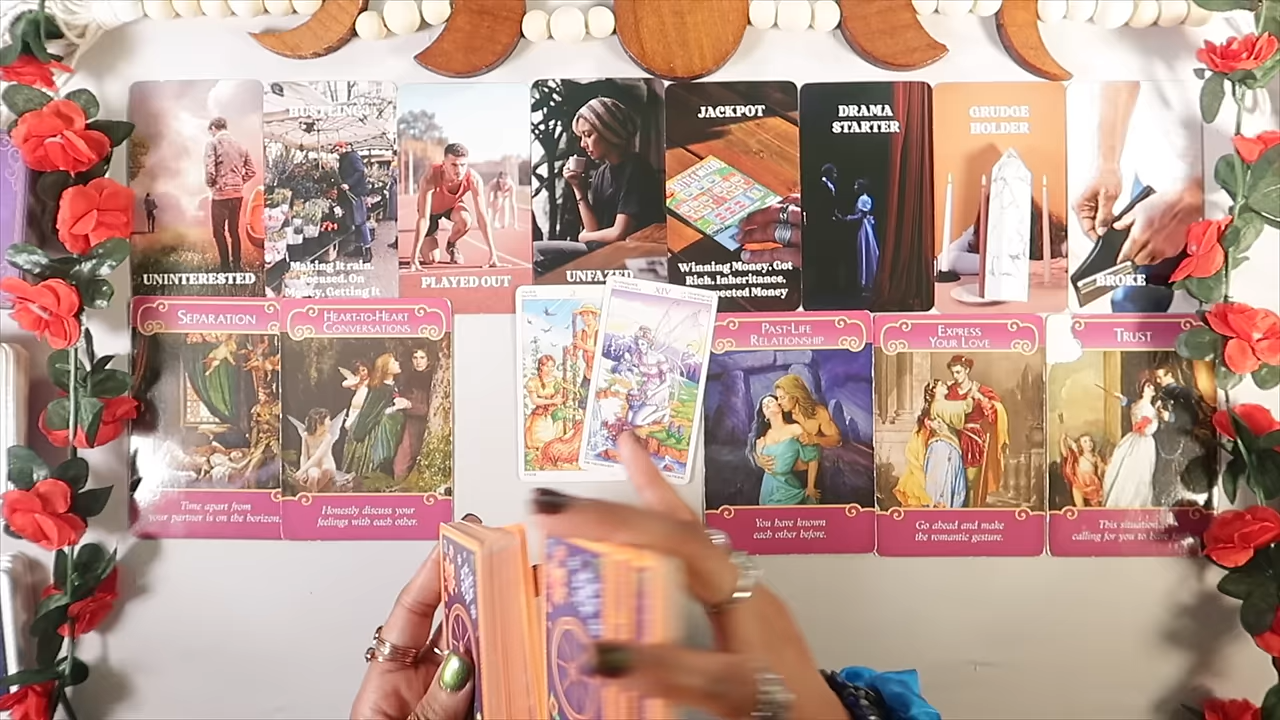 UNINTERESTED
HUSTLING
Making It rain.
Focused. On
Money, Getting It
PLAYED OUT
UNFAZED
JACKPOT
Winning Money, Got
Rich, Inheritance,
DRAMA
STARTER
GRUDGE
HOLDER
BROKE
SEPARATION
Time apart from
your partner is on the horizon.
HEART-TO-HEART
CONVERSATIONS
Honestly discuss your
feelings with each other.
I
XIV
PAST-LIFE
RELATIONSHIP
You have known
each other before.
EXPRESS
YOUR LOVE
Go ahead and make
the romantic gesture.
TRUST
This situation
calling for you to have